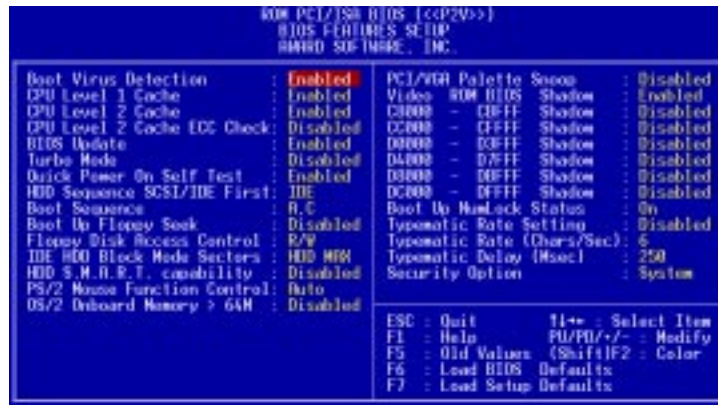 ROM PCI/ISA BIOS (<<P2V>>)
BIOS FEATURES SETUP
AWARD SOFTWARE, INC.
Boot Virus Detection : Enabled
CPU Level 1 Cache : Enabled
CPU Level 2 Cache : Enabled
CPU Level 2 Cache ECC Check: Disabled
BIOS Update : Enabled
Turbo Mode : Disabled
Quick Power On Self Test : Enabled
HDD Sequence SCSI/IDE First: IDE
Boot Sequence : A,C
Boot Up Floppy Seek : Disabled
Floppy Disk Access Control : R/W
IDE HDD Block Mode Sectors : HDD MAX
HDD S.M.A.R.T. capability : Disabled
PS/2 Mouse Function Control: Auto
OS/2 Onboard Memory > 64M : Disabled
PCI/VGA Palette Snoop : Disabled
Video ROM BIOS Shadow : Enabled
C8000 - CBFFF Shadow : Disabled
CC000 - CFFFF Shadow : Disabled
D0000 - D3FFF Shadow : Disabled
D4000 - D7FFF Shadow : Disabled
D8000 - DBFFF Shadow : Disabled
DC000 - DFFFF Shadow : Disabled
Boot Up NumLock Status : On
Typematic Rate Setting : Disabled
Typematic Rate (Chars/Sec): 6
Typematic Delay (Msec) : 250
Security Option : System
ESC : Quit ↑↓→← : Select Item
F1 : Help PU/PD/+/- : Modify
F5 : Old Values (Shift)F2 : Color
F6 : Load BIOS Defaults
F7 : Load Setup Defaults